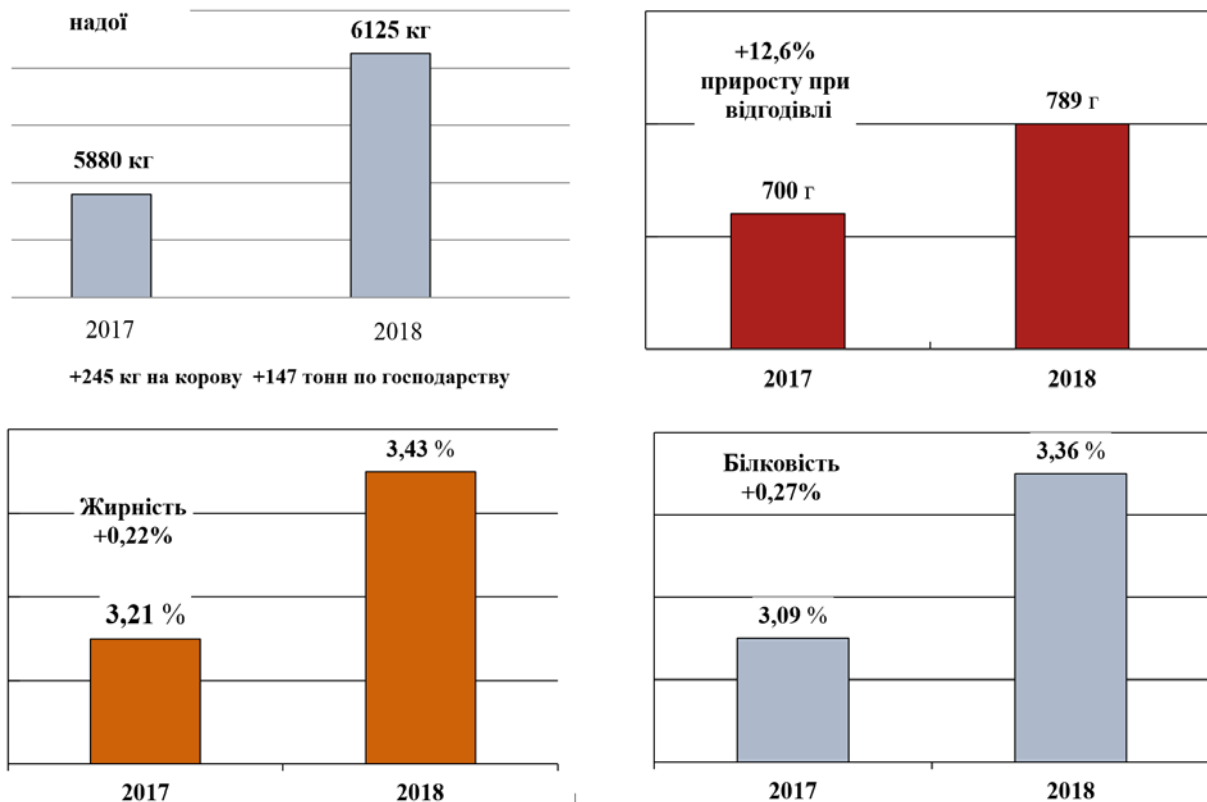 надої
6125 кг
5880 кг
2017
2018
+245 кг на корову +147 тонн по господарству
+12,6%
приросту при
відгодівлі
789 г
700 г
2017
2018
3,43 %
Жирність
+0,22%
3,21 %
2017
2018
3,36 %
Білковість
+0,27%
3,09 %
2017
2018